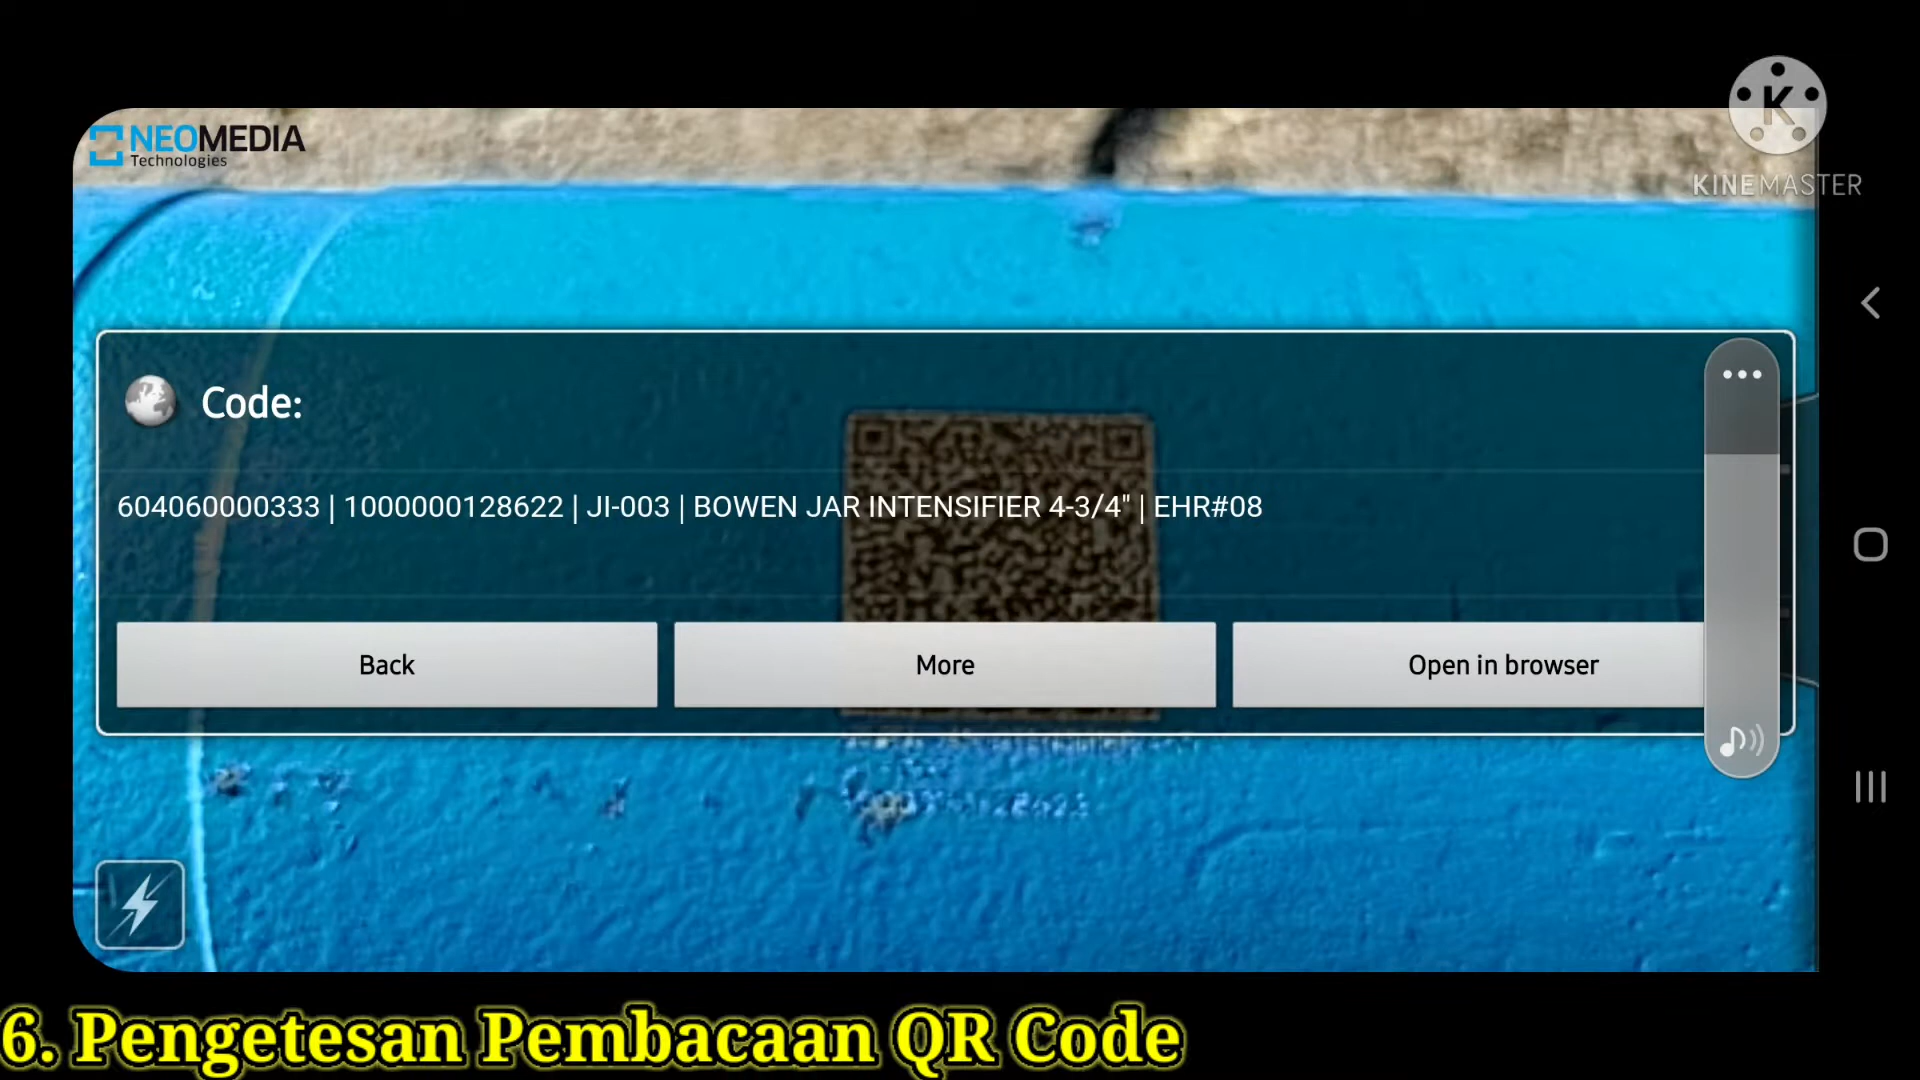 NEOMEDIA
Technologies
K
KINEMASTER
Code:
604060000333 | 1000000128622 | JI-003 | BOWEN JAR INTENSIFIER 4-3/4" | EHR#08
Back
More
Open in browser
6. Pengetesan Pembacaan QR Code